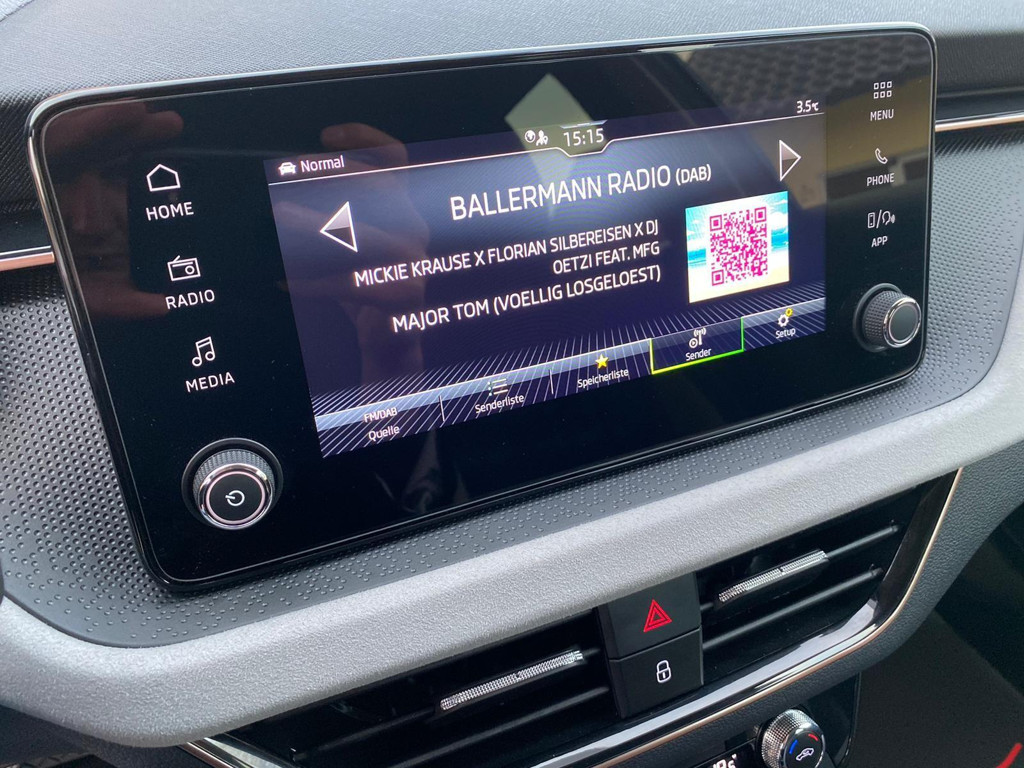 3.5°C
MENU
Normal
15:15
HOME
BALLERMANN RADIO (DAB)
PHONE
MICKIE KRAUSE X FLORIAN SILBEREISEN X DJ
OETZI FEAT. MFG
APP
RADIO
MAJOR TOM (VOELLIG LOSGELOEST)
MEDIA
FM/DAB
Quelle
Senderliste
Speicherliste
Sender
Setup